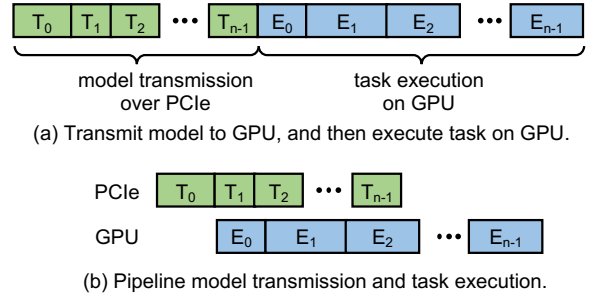 T0 T1 T2 ••• Tn-1 E0 E1 E2 ••• En-1
model transmission over PCIe
task execution on GPU
(a) Transmit model to GPU, and then execute task on GPU.
PCIe T0 T1 T2 ••• Tn-1
GPU E0 E1 E2 ••• En-1
(b) Pipeline model transmission and task execution.